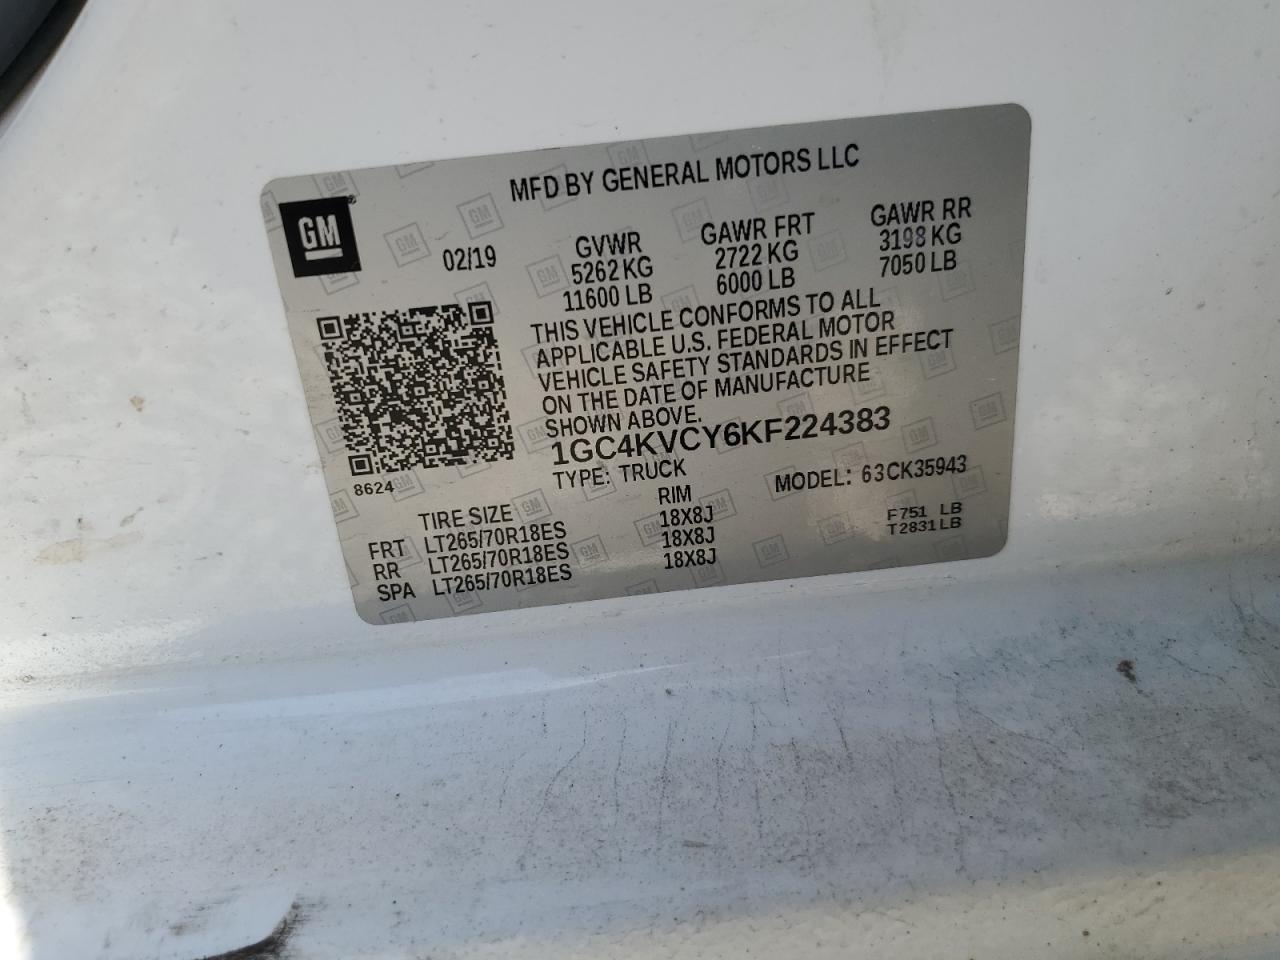 MFD BY GENERAL MOTORS LLC
GM
02/19
GVWR GAWR FRT GAWR RR
5262 KG 2722 KG 3198 KG
11600 LB 6000 LB 7050 LB
THIS VEHICLE CONFORMS TO ALL
APPLICABLE U.S. FEDERAL MOTOR
VEHICLE SAFETY STANDARDS IN EFFECT
ON THE DATE OF MANUFACTURE
SHOWN ABOVE.
1GC4KVCY6KF224383
8624
TYPE: TRUCK MODEL: 63CK35943
TIRE SIZE RIM
FRT LT265/70R18ES 18X8J F751 LB
RR LT265/70R18ES 18X8J T2831LB
SPA LT265/70R18ES 18X8J